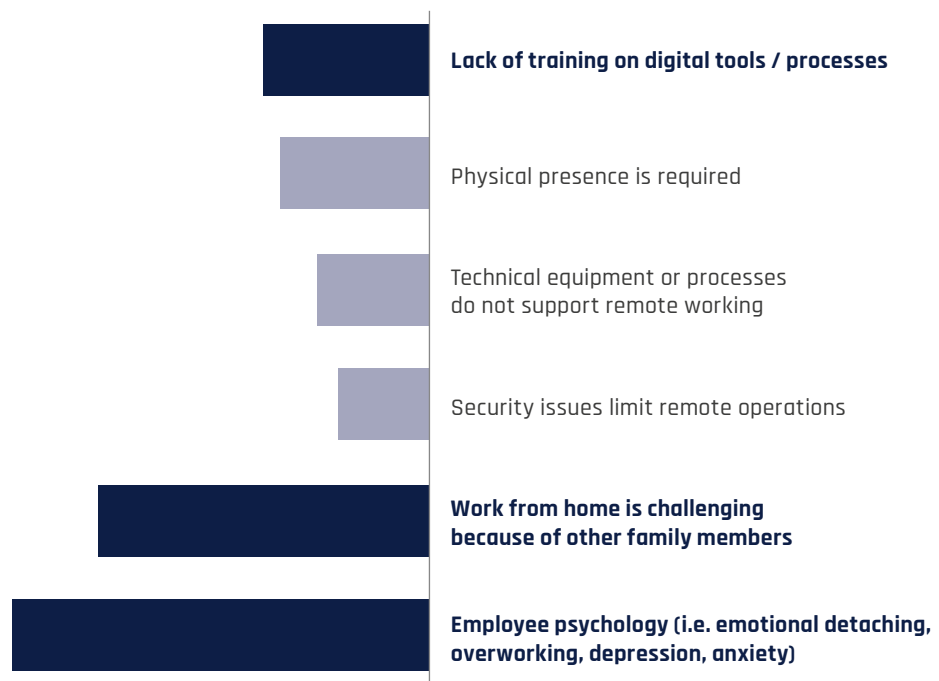 Lack of training on digital tools / processes
Physical presence is required
Technical equipment or processes
do not support remote working
Security issues limit remote operations
Work from home is challenging
because of other family members
Employee psychology (i.e. emotional detaching,
overworking, depression, anxiety)